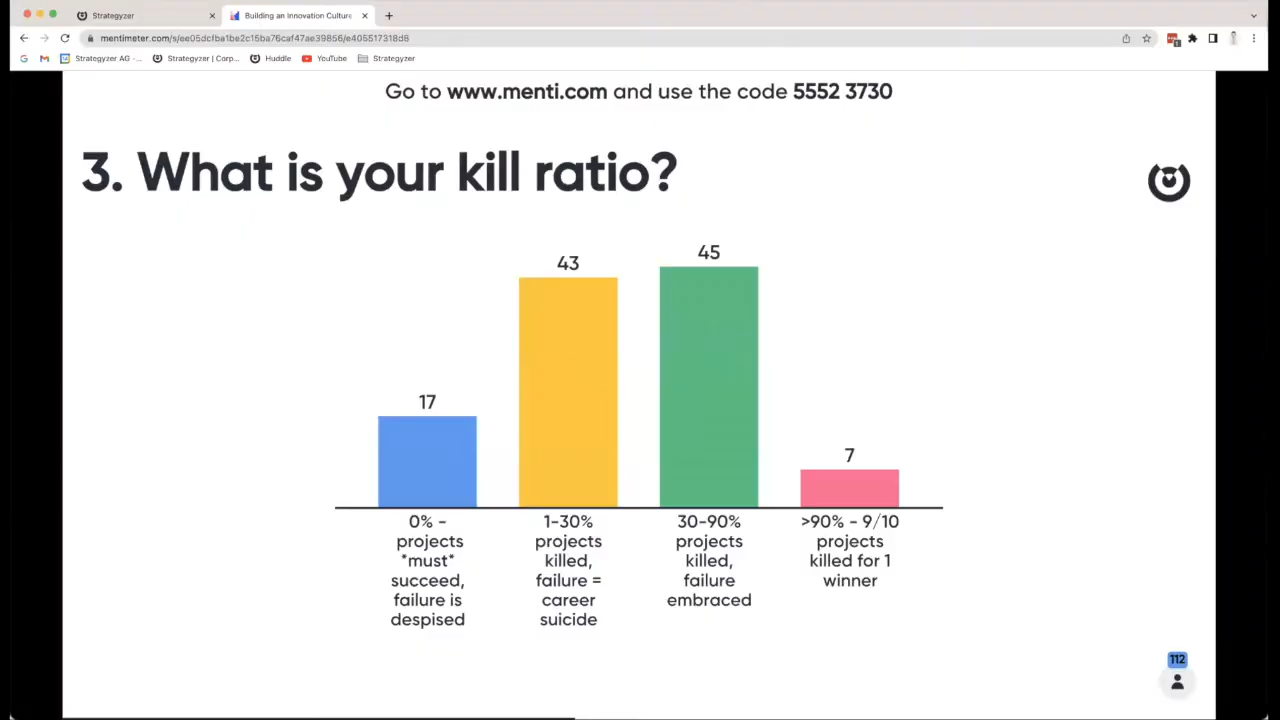 Strategyzer
Building an Innovation Culture
mentimeter.com/s/ee05dcfba1be2c15ba76caf47ae39856/e405517318d8
Strategyzer AG -...
Strategyzer | Corp...
Huddle
YouTube
Strategyzer
Go to www.menti.com and use the code 5552 3730
3. What is your kill ratio?
17
43
45
7
0% -
projects
*must*
succeed,
failure is
despised
1-30%
projects
killed,
failure =
career
suicide
30-90%
projects
killed,
failure
embraced
>90% - 9/10
projects
killed for 1
winner
112